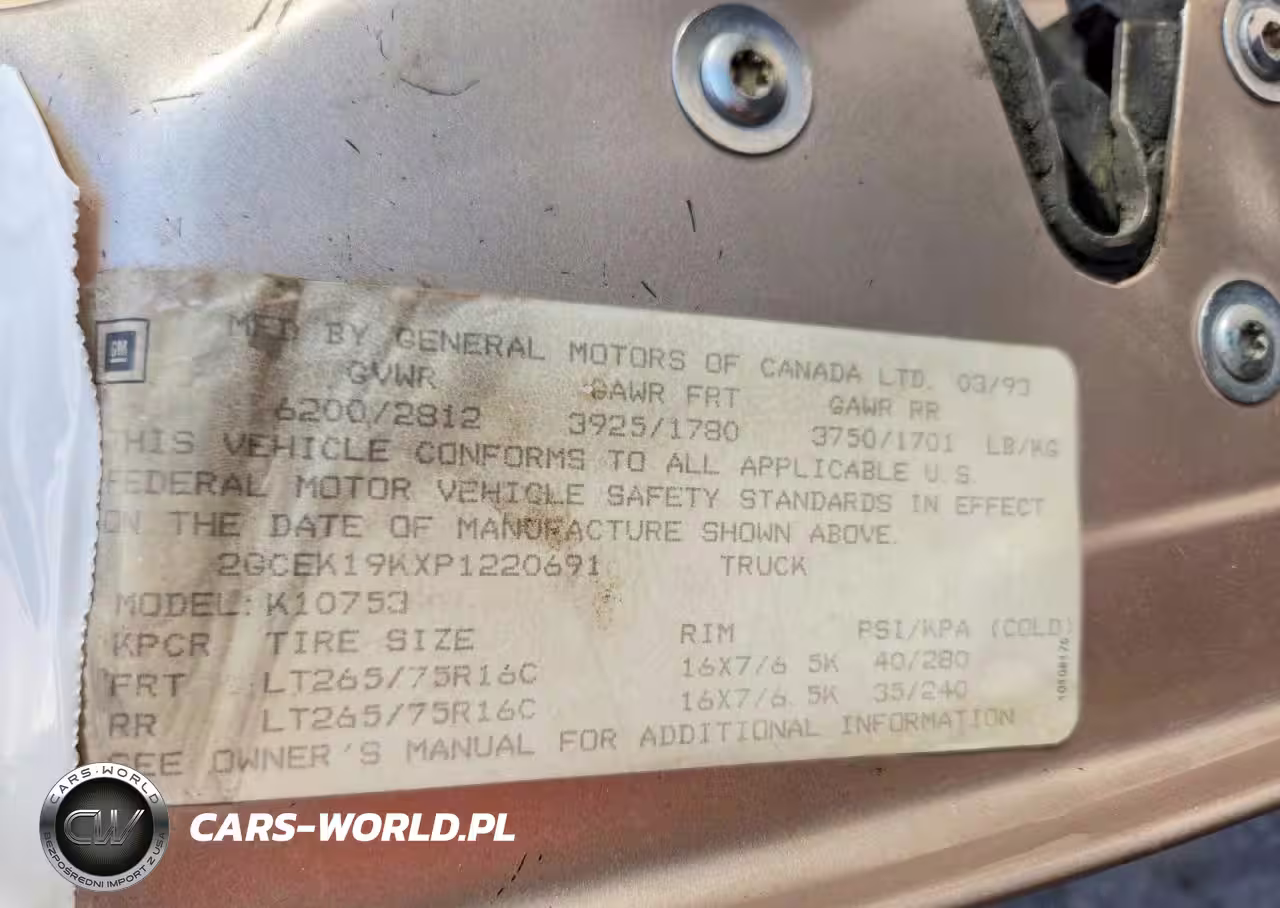 GM
MFD BY GENERAL MOTORS OF CANADA LTD. 03/93
GVWR GAWR FRT GAWR RR
6200/2812 3925/1780 3750/1701 LB/KG
THIS VEHICLE CONFORMS TO ALL APPLICABLE U.S.
FEDERAL MOTOR VEHICLE SAFETY STANDARDS IN EFFECT
ON THE DATE OF MANUFACTURE SHOWN ABOVE.
2GCEK19KXP1220691 TRUCK
MODEL: K10753
KPCR TIRE SIZE RIM PSI/KPA (COLD)
FRT LT265/75R16C 16X7/6.5K 40/280
RR LT265/75R16C 16X7/6.5K 35/240
SEE OWNER'S MANUAL FOR ADDITIONAL INFORMATION
CARS-WORLD
CW
BEZPOŚREDNI IMPORT Z USA
CARS-WORLD.PL